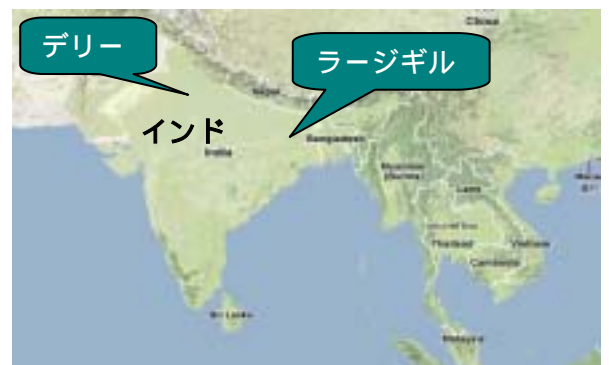 China
デリー
ラージギル
Nepal
インド
India
Bangladesh
Myanmar
(Burma)
Laos
Thailand
Vietnam
Cambodia
Sri Lanka
Malaysia